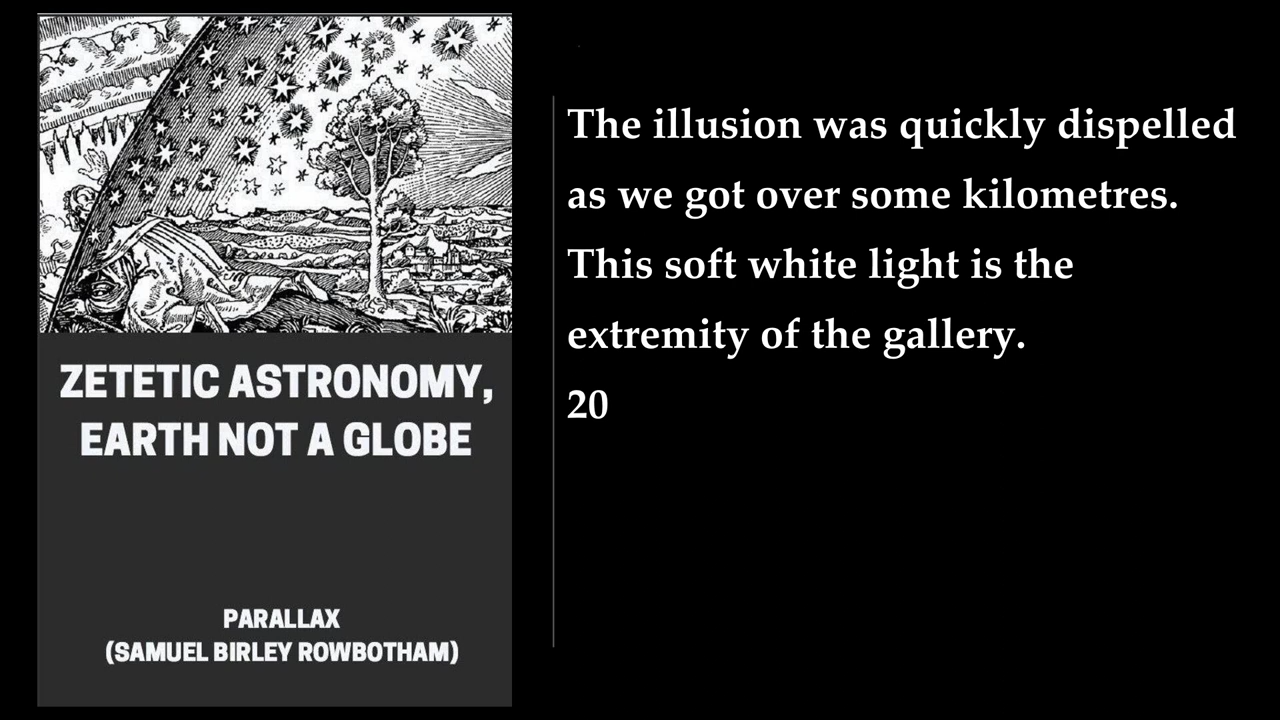 ZETETIC ASTRONOMY,
EARTH NOT A GLOBE
PARALLAX
(SAMUEL BIRLEY ROWBOTHAM)
The illusion was quickly dispelled
as we got over some kilometres.
This soft white light is the
extremity of the gallery.
20